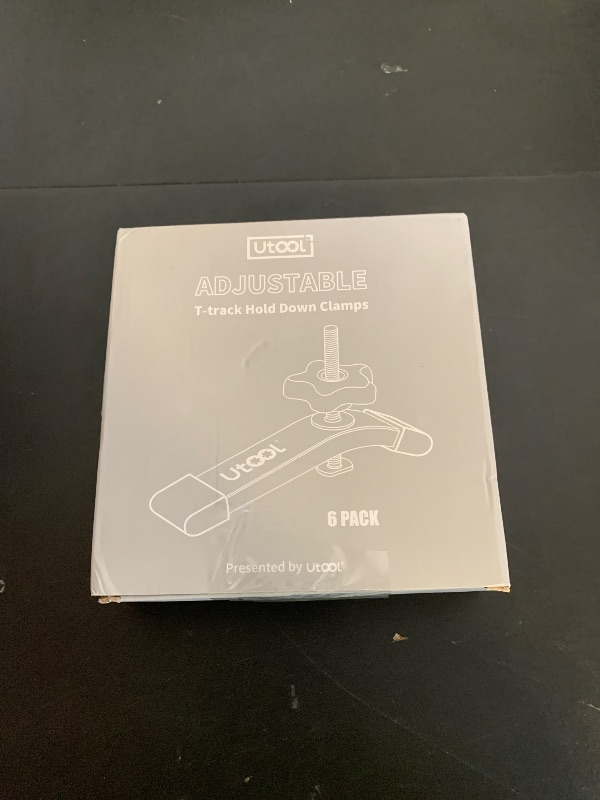 UtOOL
ADJUSTABLE
T-track Hold Down Clamps
UtOOL
6 PACK
Presented by UtOOL